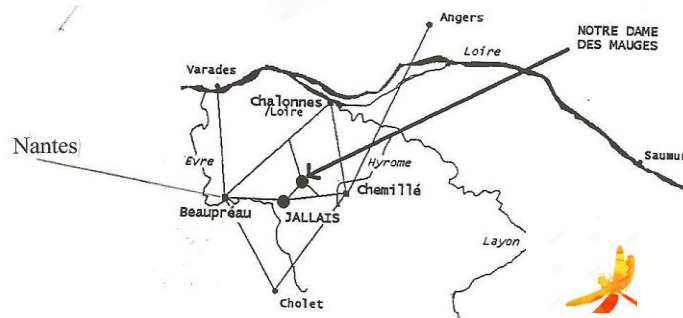 Angers
NOTRE DAME
DES MAUGES
Loire
Varades
Chalonnes
/Loire
Nantes
Evre
Hyrome
Saumur
Chemillé
Beaupréau
JALLAIS
Layon
Cholet